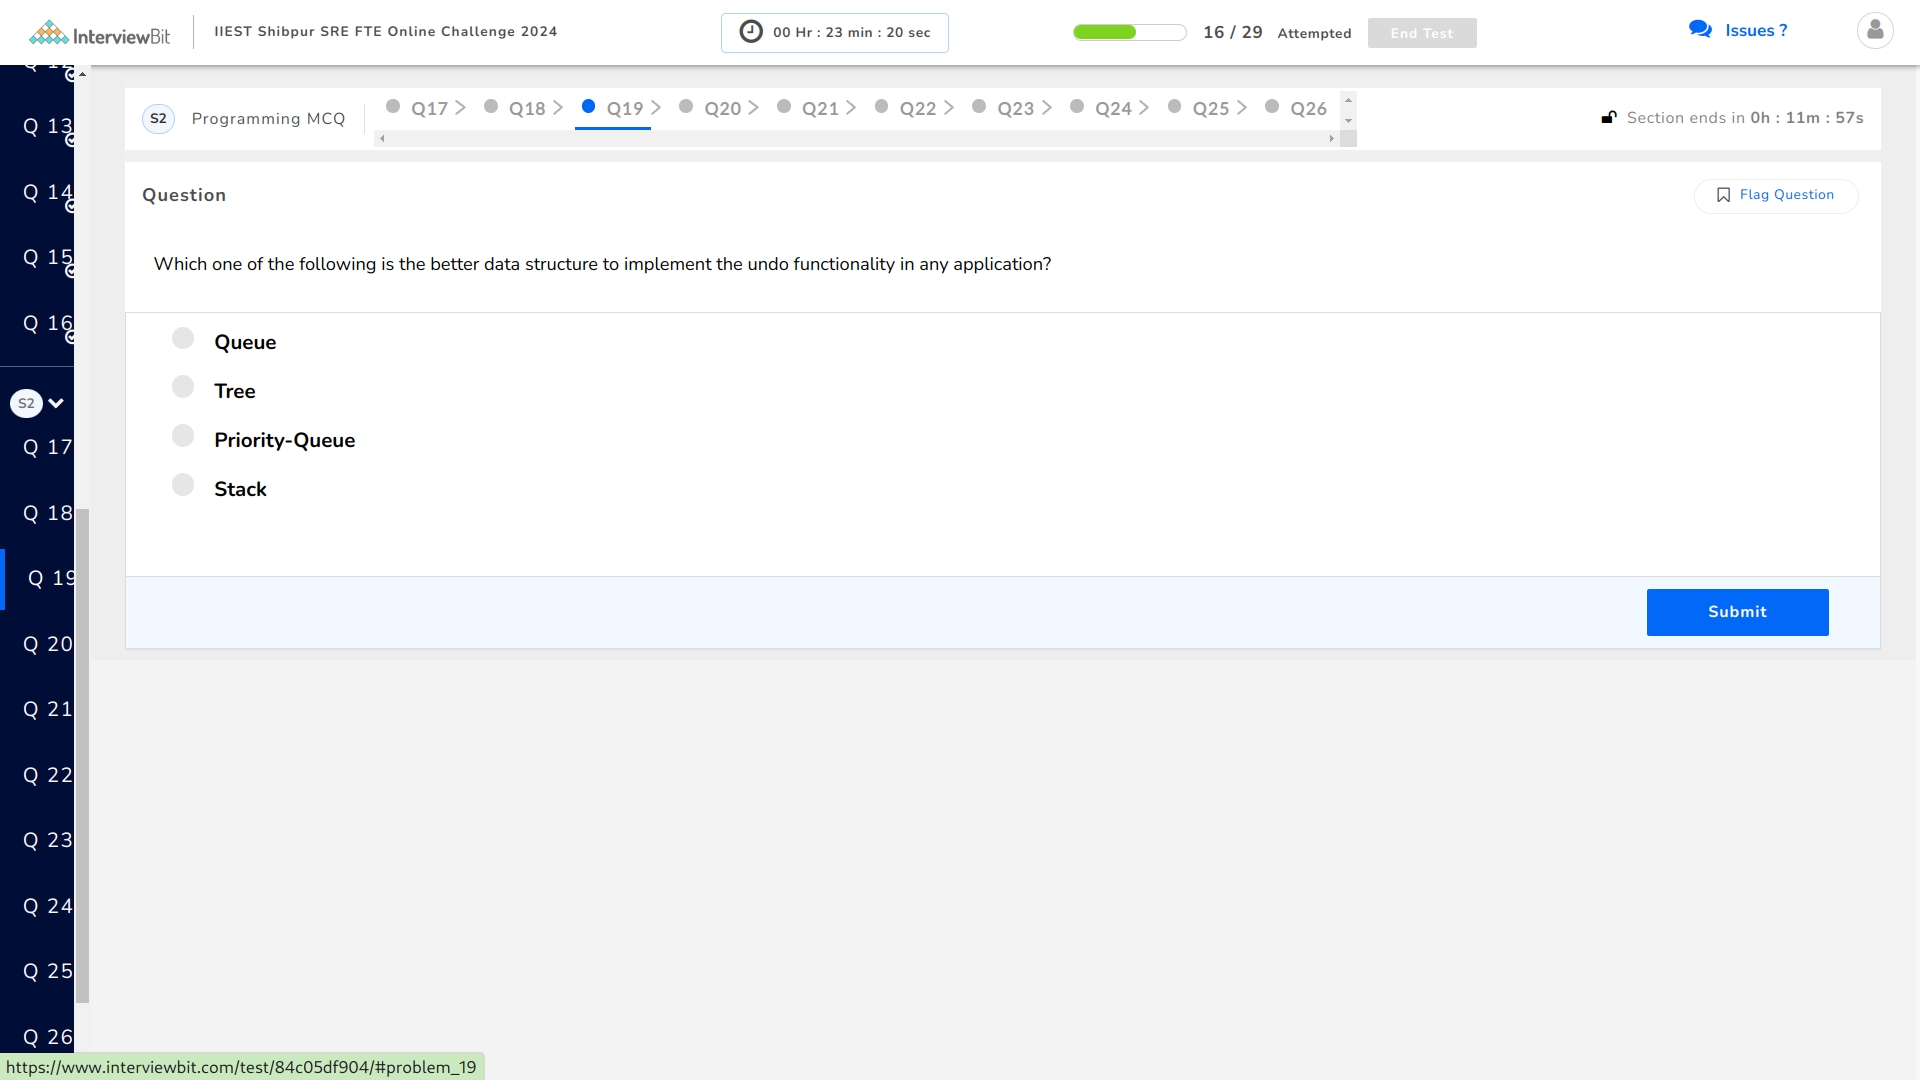 InterviewBit
IIEST Shibpur SRE FTE Online Challenge 2024
00 Hr : 23 min : 20 sec
16 / 29 Attempted
End Test
Issues ?
S2 Programming MCQ
Q17
Q18
Q19
Q20
Q21
Q22
Q23
Q24
Q25
Q26
Section ends in 0h : 11m : 57s
Question
Flag Question
Which one of the following is the better data structure to implement the undo functionality in any application?
Queue
Tree
Priority-Queue
Stack
Submit
Q 13
Q 14
Q 15
Q 16
S2
Q 17
Q 18
Q 19
Q 20
Q 21
Q 22
Q 23
Q 24
Q 25
Q 26
https://www.interviewbit.com/test/84c05df904/#problem_19